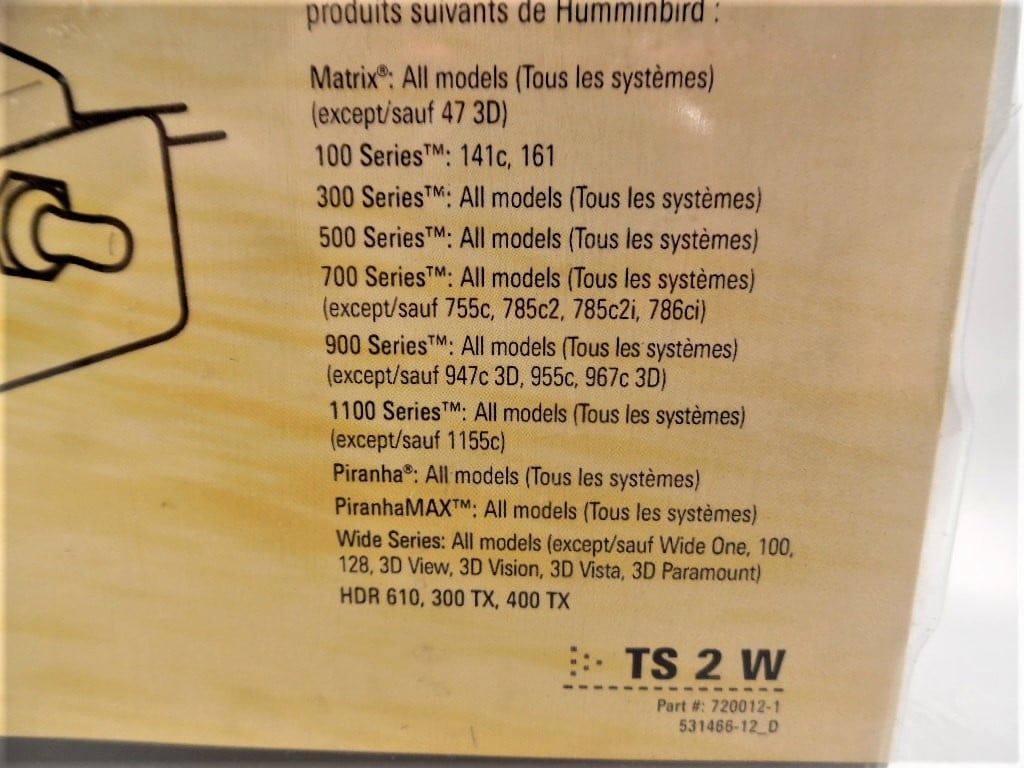 produits suivants de Humminbird :
Matrix®: All models (Tous les systèmes)
(except/sauf 47 3D)
100 Series™: 141c, 161
300 Series™: All models (Tous les systèmes)
500 Series™: All models (Tous les systèmes)
700 Series™: All models (Tous les systèmes)
(except/sauf 755c, 785c2, 785c2i, 786ci)
900 Series™: All models (Tous les systèmes)
(except/sauf 947c 3D, 955c, 967c 3D)
1100 Series™: All models (Tous les systèmes)
(except/sauf 1155c)
Piranha®: All models (Tous les systèmes)
PiranhaMAX™: All models (Tous les systèmes)
Wide Series: All models (except/sauf Wide One, 100,
128, 3D View, 3D Vision, 3D Vista, 3D Paramount)
HDR 610, 300 TX, 400 TX
TS 2 W
Part #: 720012-1
531466-12_D